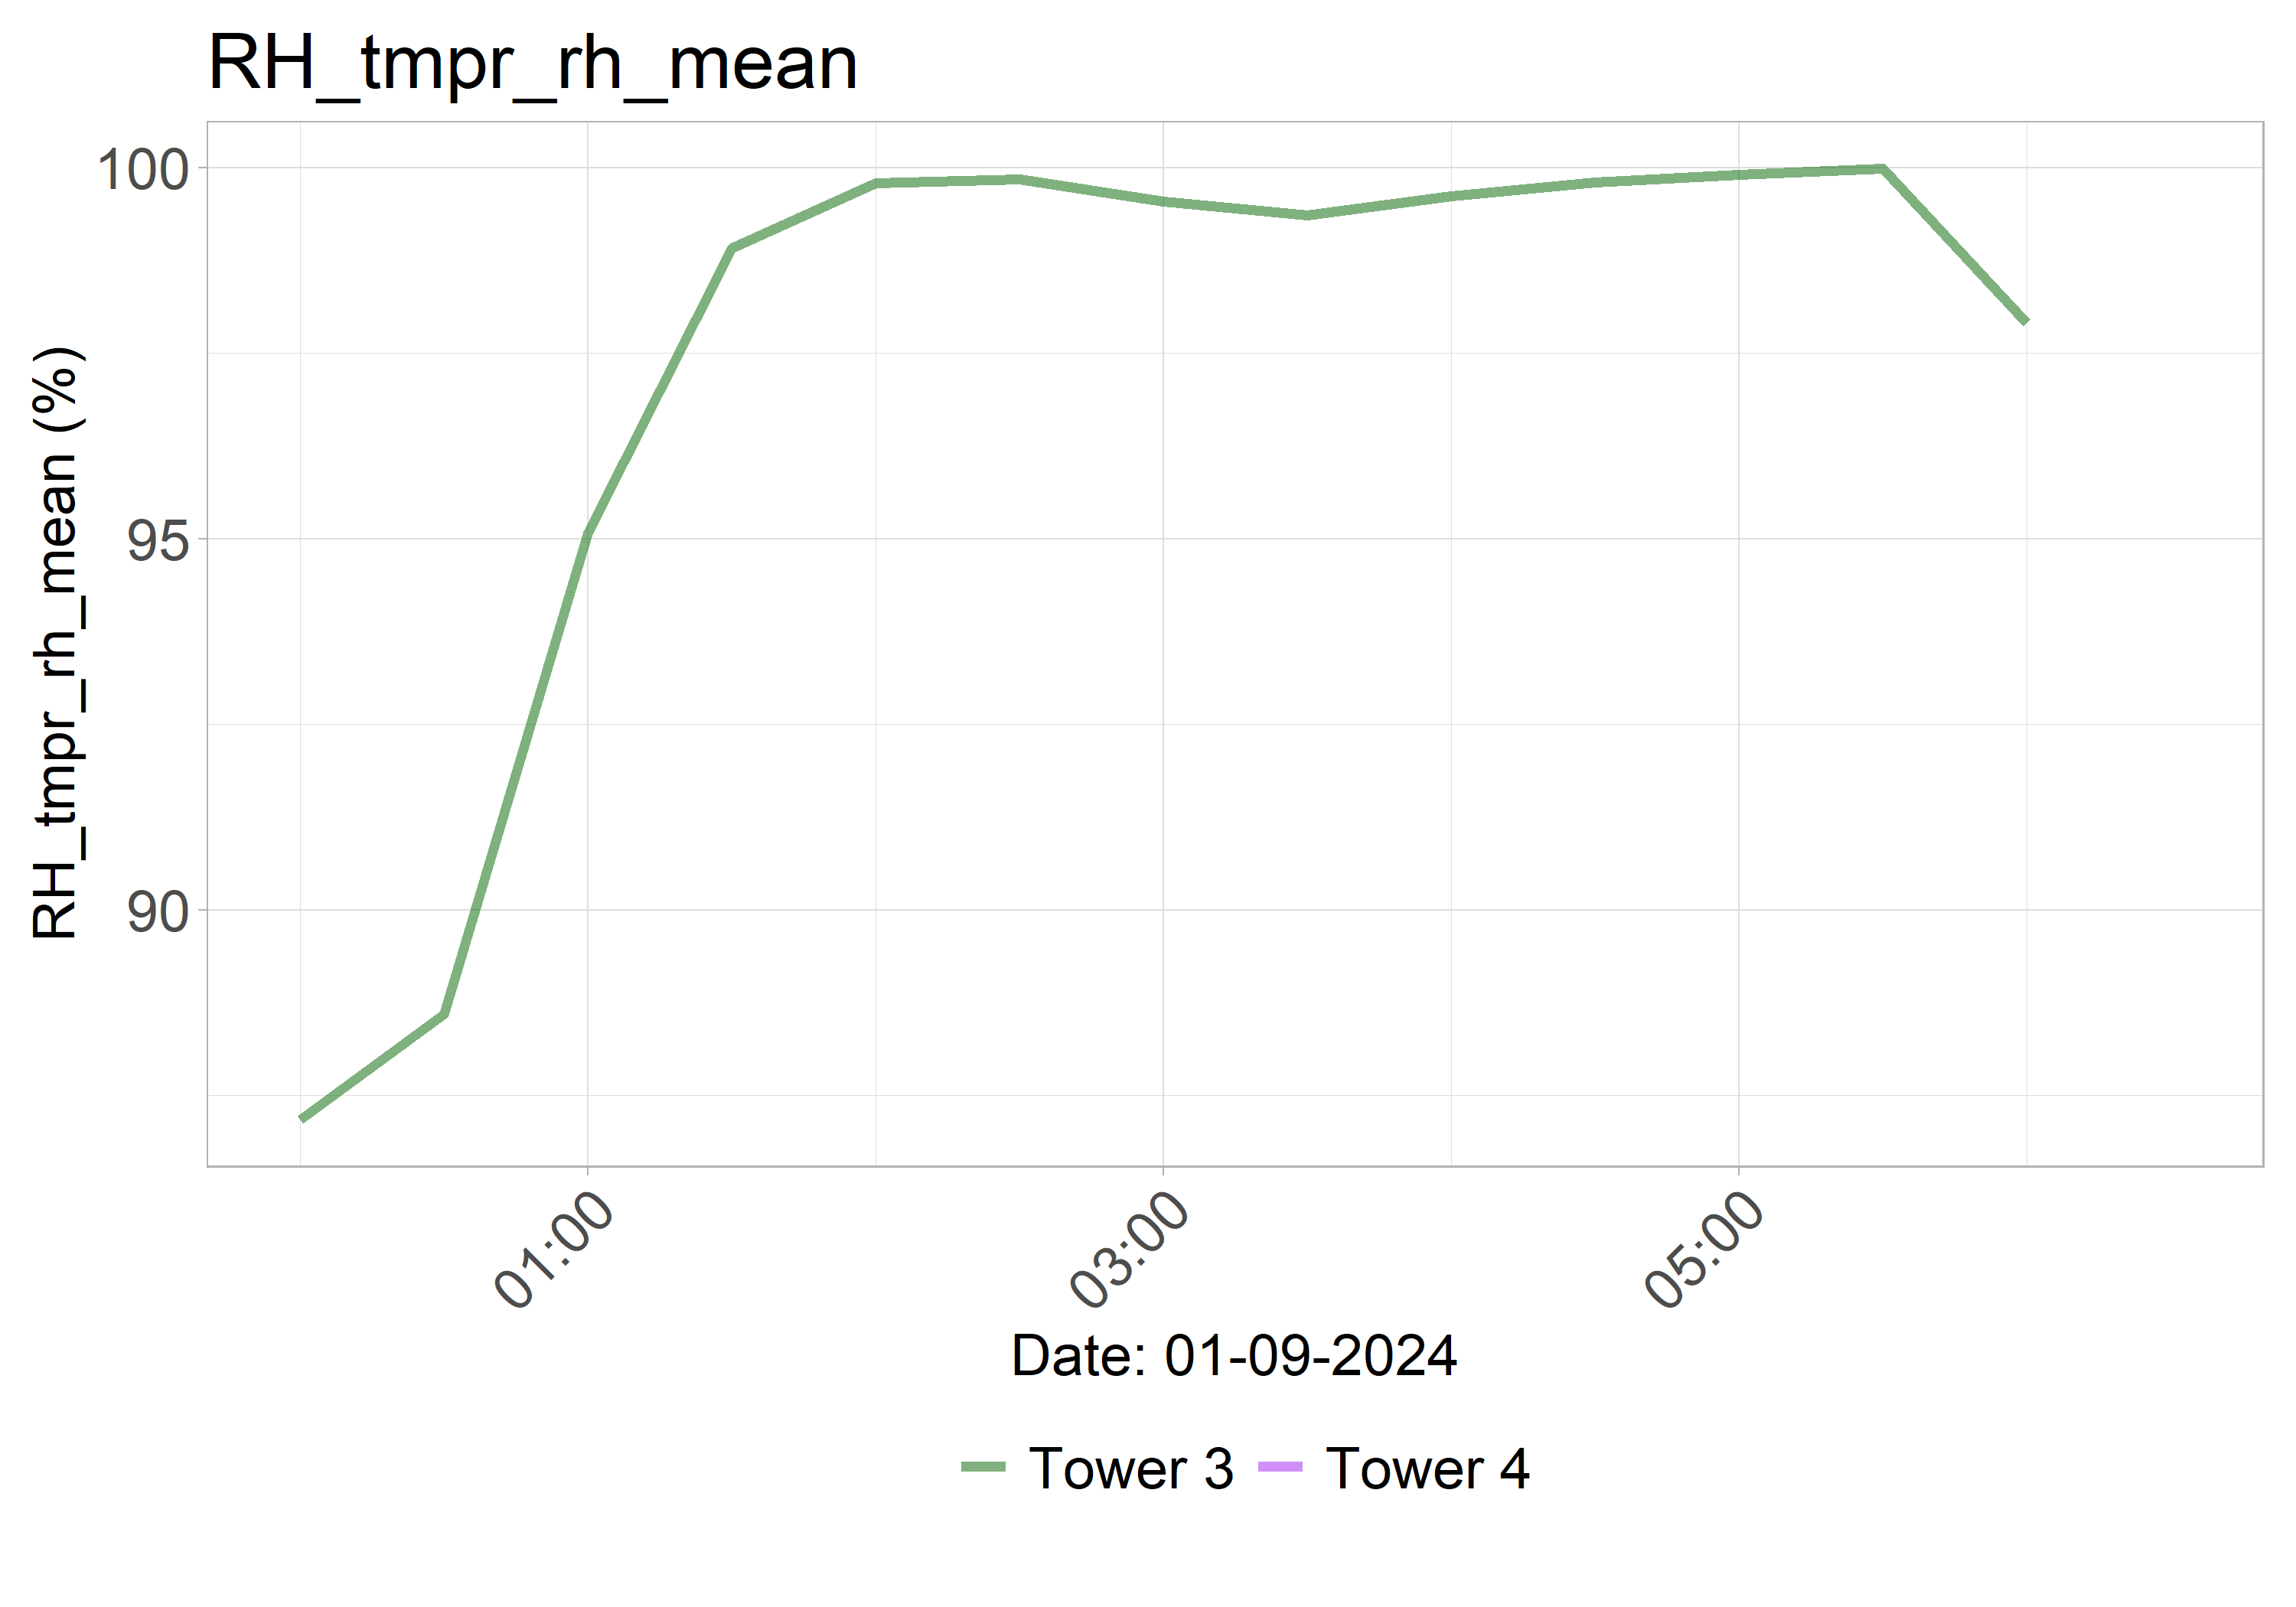 RH_tmpr_rh_mean
RH_tmpr_rh_mean (%)
100
95
90
01:00
03:00
05:00
Date: 01-09-2024
Tower 3
Tower 4